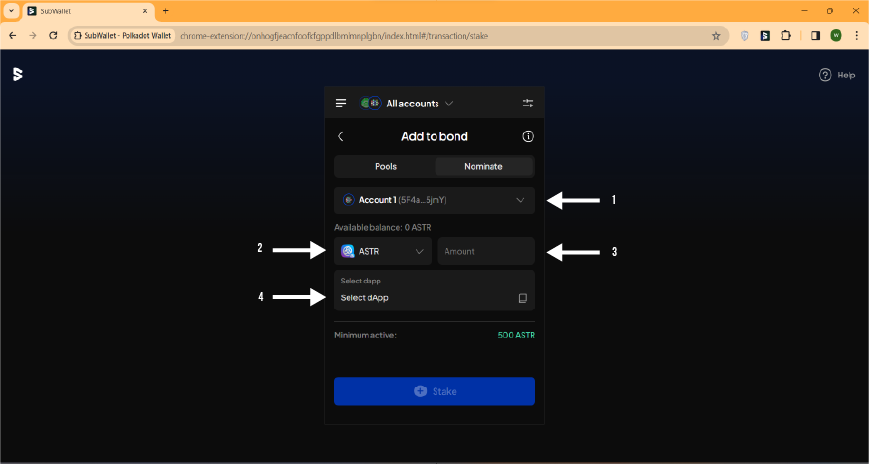 SubWallet
SubWallet - Polkadot Wallet
chrome-extension://onhogfjeacnfoofkfgppdlbmlmnplgbn/index.html#/transaction/stake
W
Help
All accounts
Add to bond
Pools
Nominate
Account 1 (5F4a...5jnY)
1
Available balance: 0 ASTR
2
ASTR
Amount
3
Select dapp
4
Select dApp
Minimum active:
500 ASTR
Stake